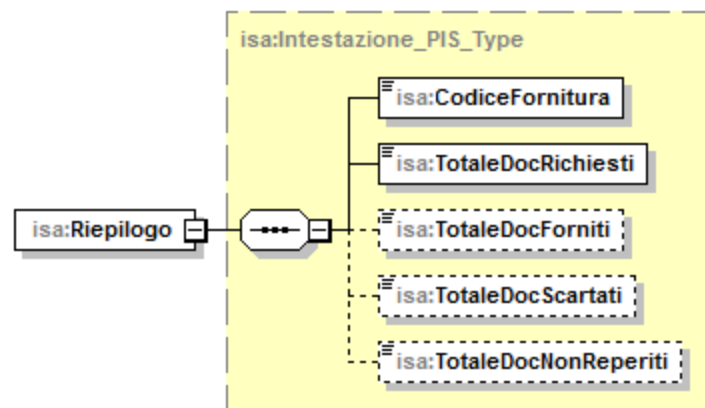 isa:Intestazione_PIS_Type
isa:CodiceFornitura
isa:TotaleDocRichiesti
isa:Riepilogo
isa:TotaleDocForniti
isa:TotaleDocScartati
isa:TotaleDocNonReperiti